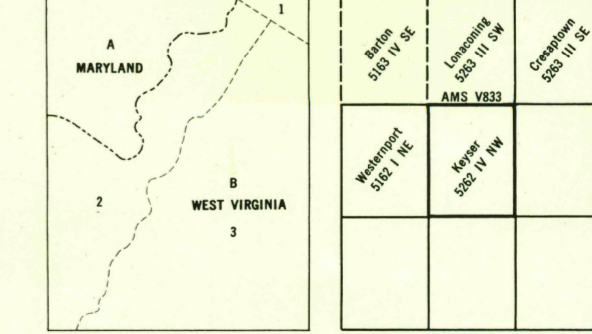 1
A
MARYLAND
2
B
WEST VIRGINIA
3
Barton
5163 IV SE
Lonaconing
5263 III SW
Cresaptown
5263 III SE
AMS V833
Westernport
5162 I NE
Keyser
5262 IV NW